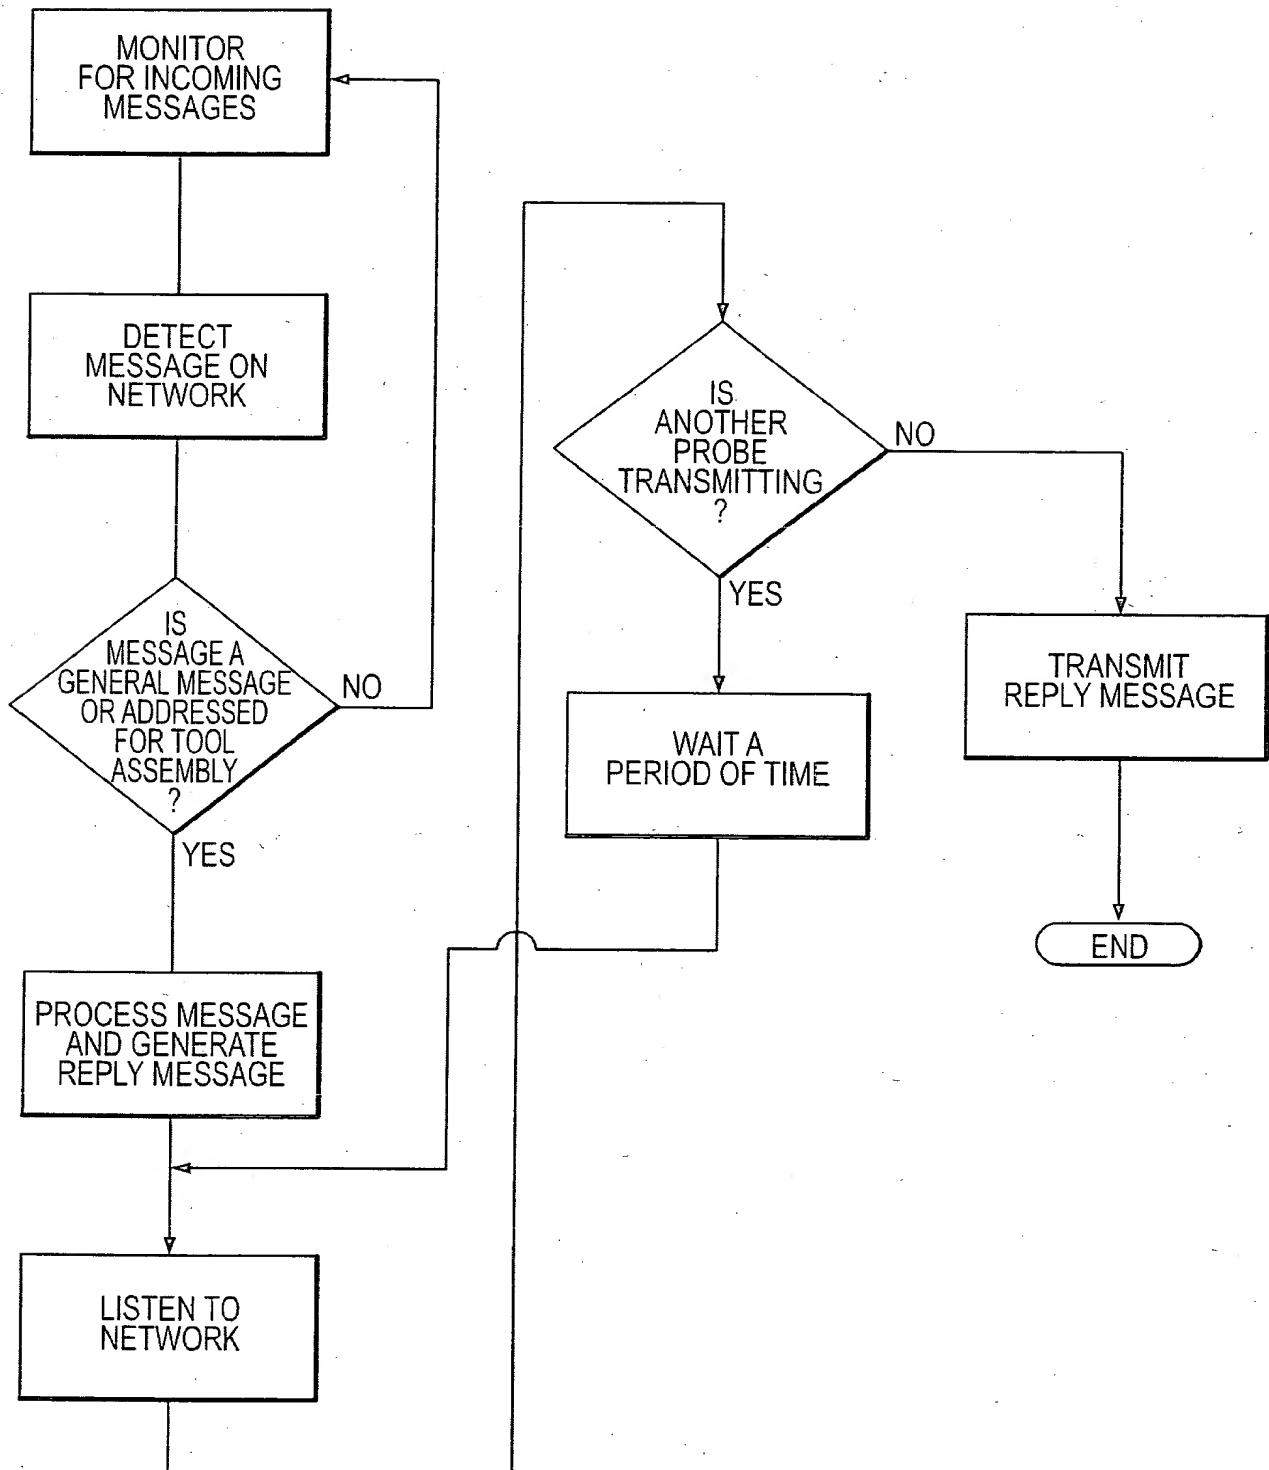 MONITOR
FOR INCOMING
MESSAGES
DETECT
MESSAGE ON
NETWORK
IS
MESSAGE A
GENERAL MESSAGE
OR ADDRESSED
FOR TOOL
ASSEMBLY
?
NO
YES
PROCESS MESSAGE
AND GENERATE
REPLY MESSAGE
LISTEN TO
NETWORK
IS
ANOTHER
PROBE
TRANSMITTING
?
NO
YES
WAIT A
PERIOD OF TIME
TRANSMIT
REPLY MESSAGE
END